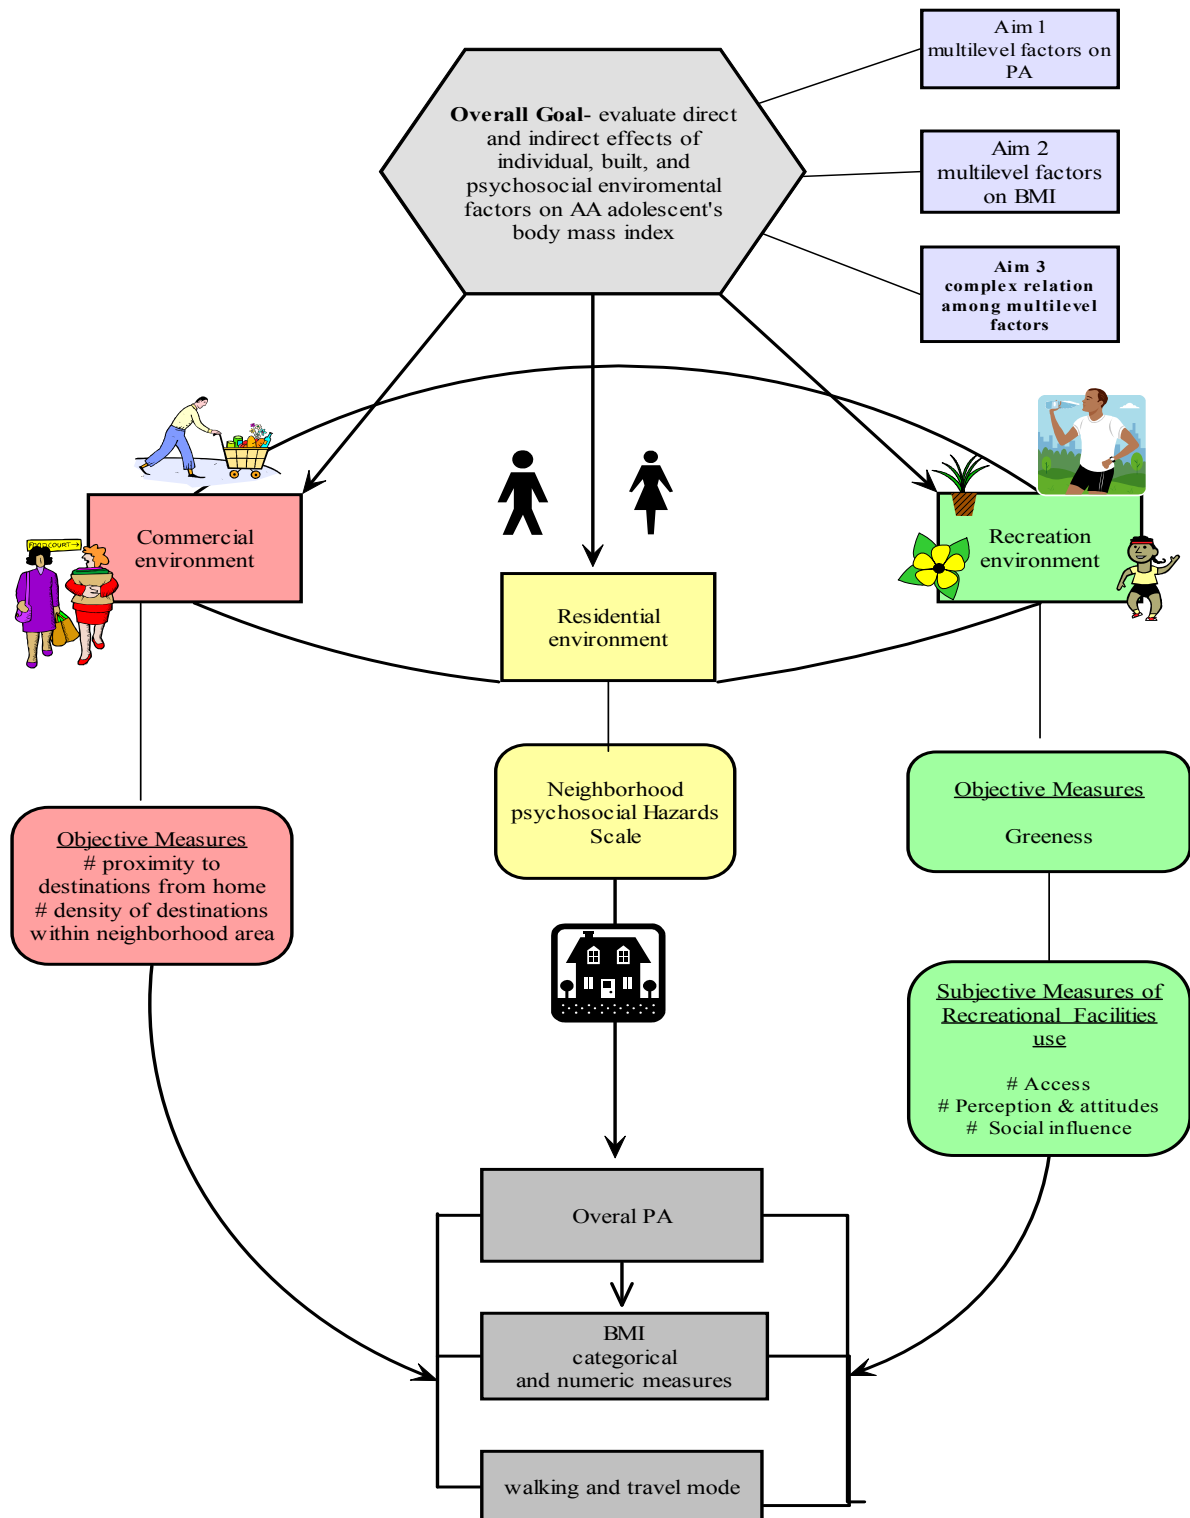 Aim 1
multilevel factors on
PA
Overall Goal- evaluate direct
and indirect effects of
individual, built, and
psychosocial enviromental
factors on AA adolescent's
body mass index
Aim 2
multilevel factors
on BMI
Aim 3
complex relation
among multilevel
factors
Commercial
environment
FOOD COURT →
Residential
environment
Recreation
environment
Objective Measures
# proximity to
destinations from home
# density of destinations
within neighborhood area
Neighborhood
psychosocial Hazards
Scale
Objective Measures
Greeness
Subjective Measures of
Recreational Facilities
use
# Access
# Perception & attitudes
# Social influence
Overal PA
BMI
categorical
and numeric measures
walking and travel mode